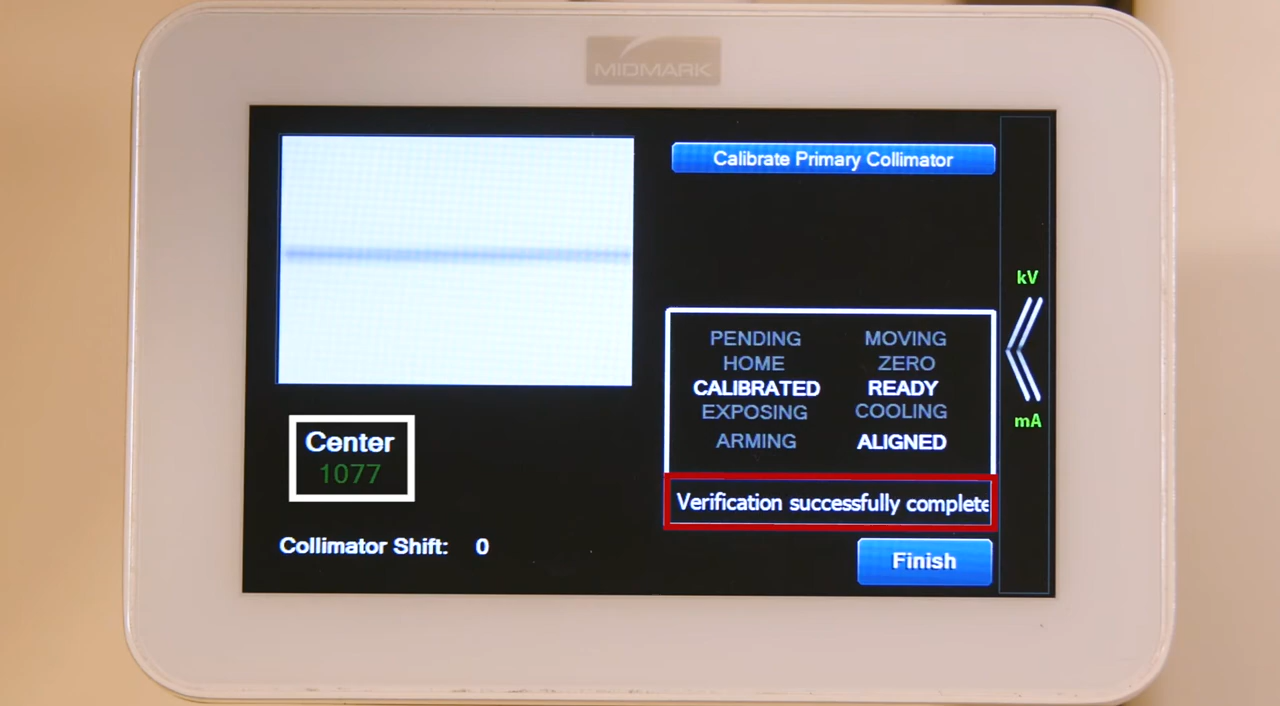 MIDMARK
Calibrate Primary Collimator
kV
PENDING MOVING
HOME ZERO
CALIBRATED READY
EXPOSING COOLING
ARMING ALIGNED
mA
Center
1077
Verification successfully complete
Collimator Shift: 0
Finish